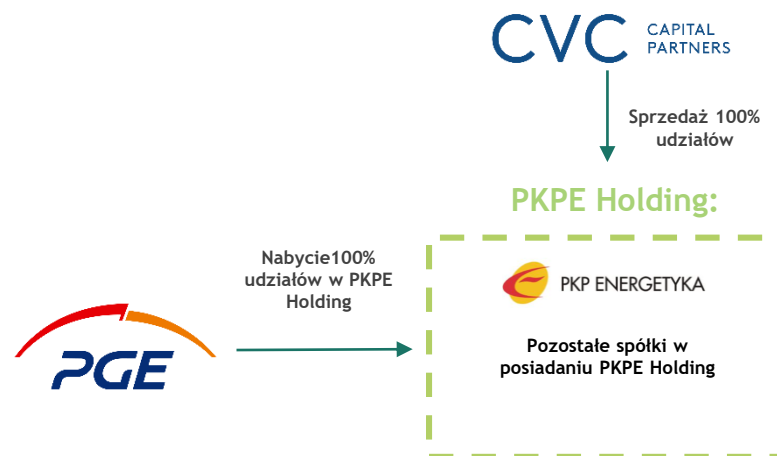 CVC CAPITAL
PARTNERS
Sprzedaż 100%
udziałów
PKPE Holding:
Nabycie100%
udziałów w PKPE
Holding
PKP ENERGETYKA
PGE
Pozostałe spółki w
posiadaniu PKPE Holding